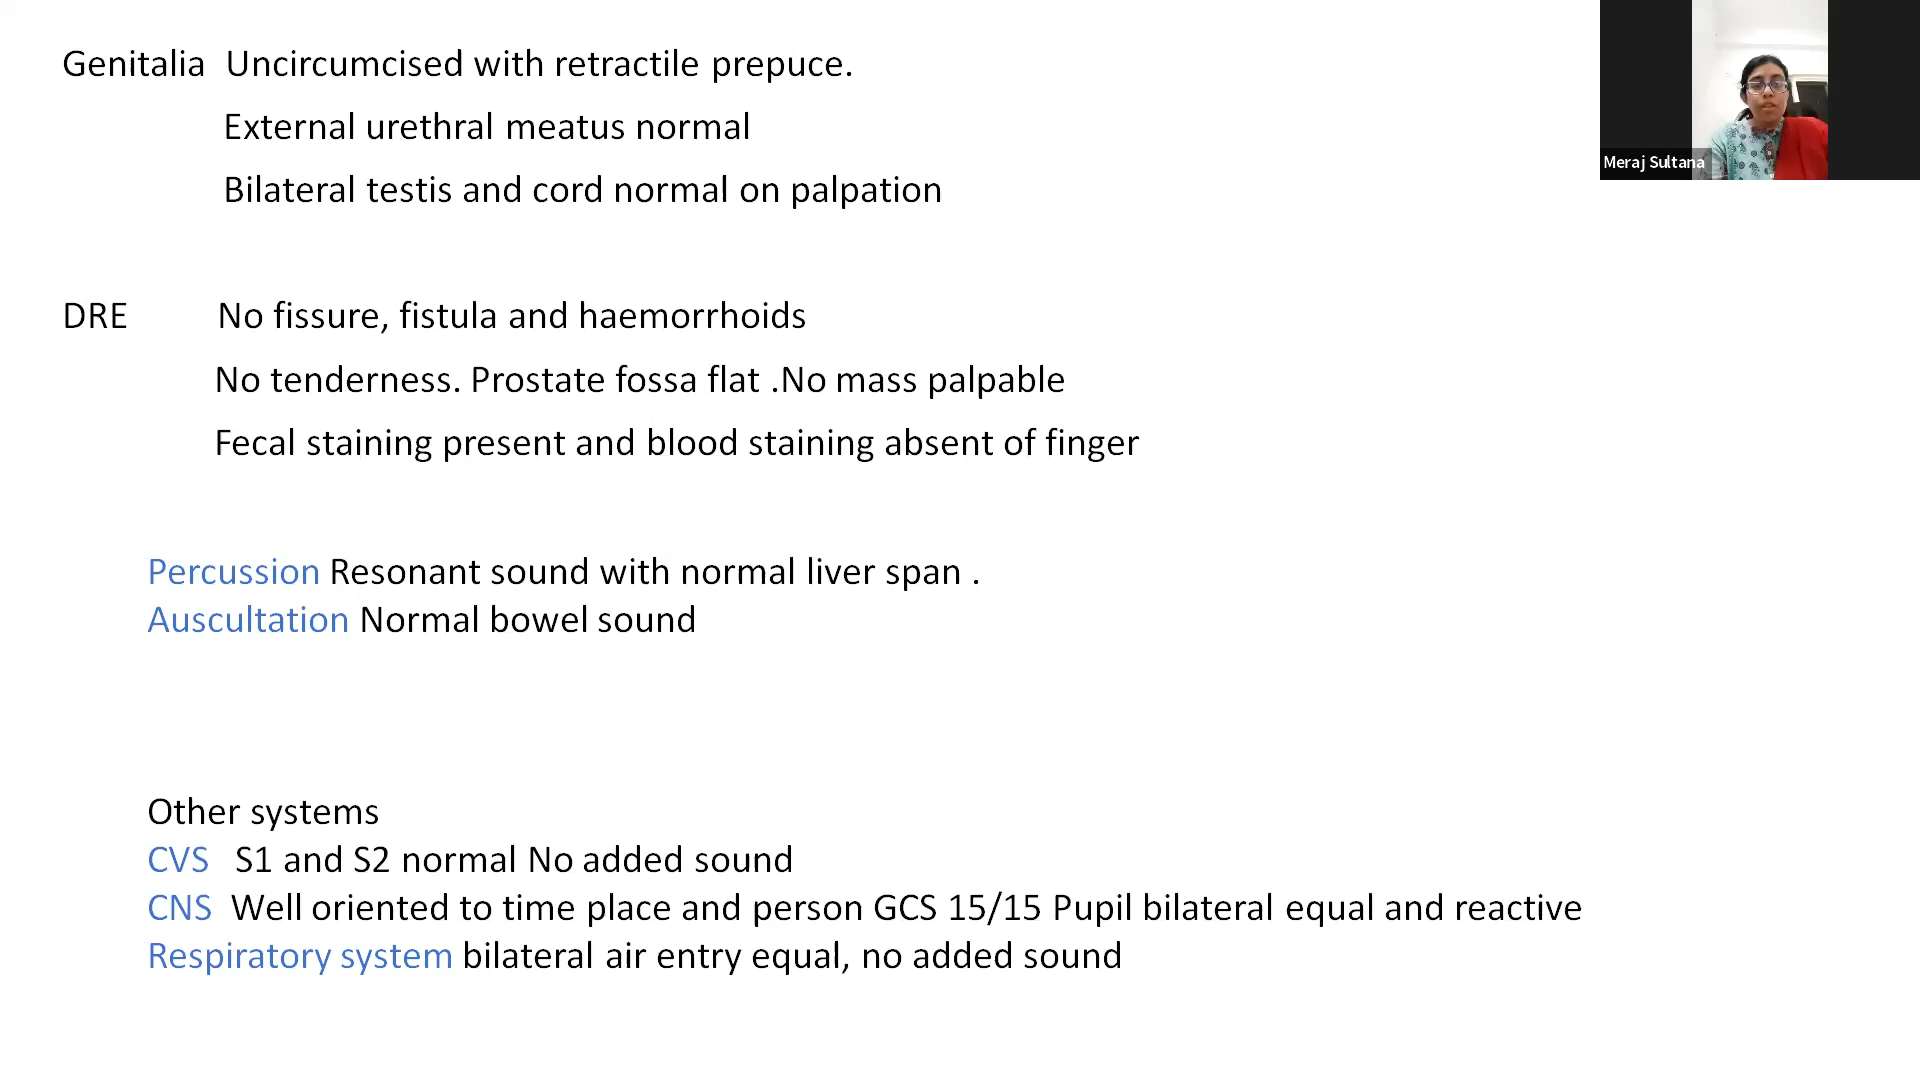 Genitalia Uncircumcised with retractile prepuce.
External urethral meatus normal
Bilateral testis and cord normal on palpation
DRE No fissure, fistula and haemorrhoids
No tenderness. Prostate fossa flat .No mass palpable
Fecal staining present and blood staining absent of finger
Percussion Resonant sound with normal liver span .
Auscultation Normal bowel sound
Other systems
CVS S1 and S2 normal No added sound
CNS Well oriented to time place and person GCS 15/15 Pupil bilateral equal and reactive
Respiratory system bilateral air entry equal, no added sound
Meraj Sultana